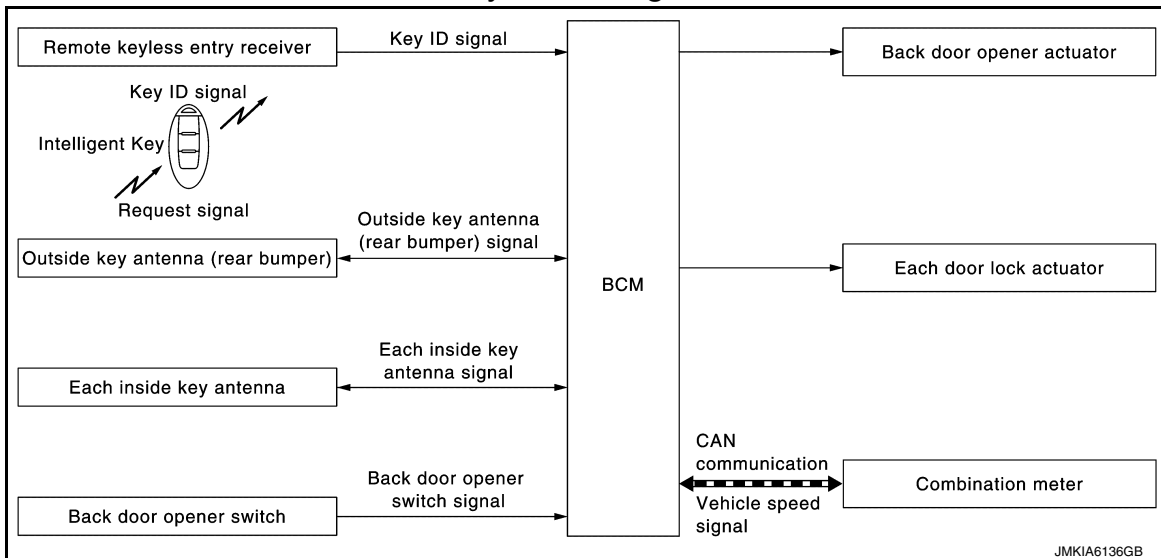 Remote keyless entry receiver
Key ID signal
Back door opener actuator
Key ID signal
Intelligent Key
Request signal
Outside key antenna
(rear bumper) signal
Outside key antenna (rear bumper)
BCM
Each door lock actuator
Each inside key
antenna signal
Each inside key antenna
CAN
communication
Vehicle speed
signal
Combination meter
Back door opener
switch signal
Back door opener switch
JMKIA6136GB